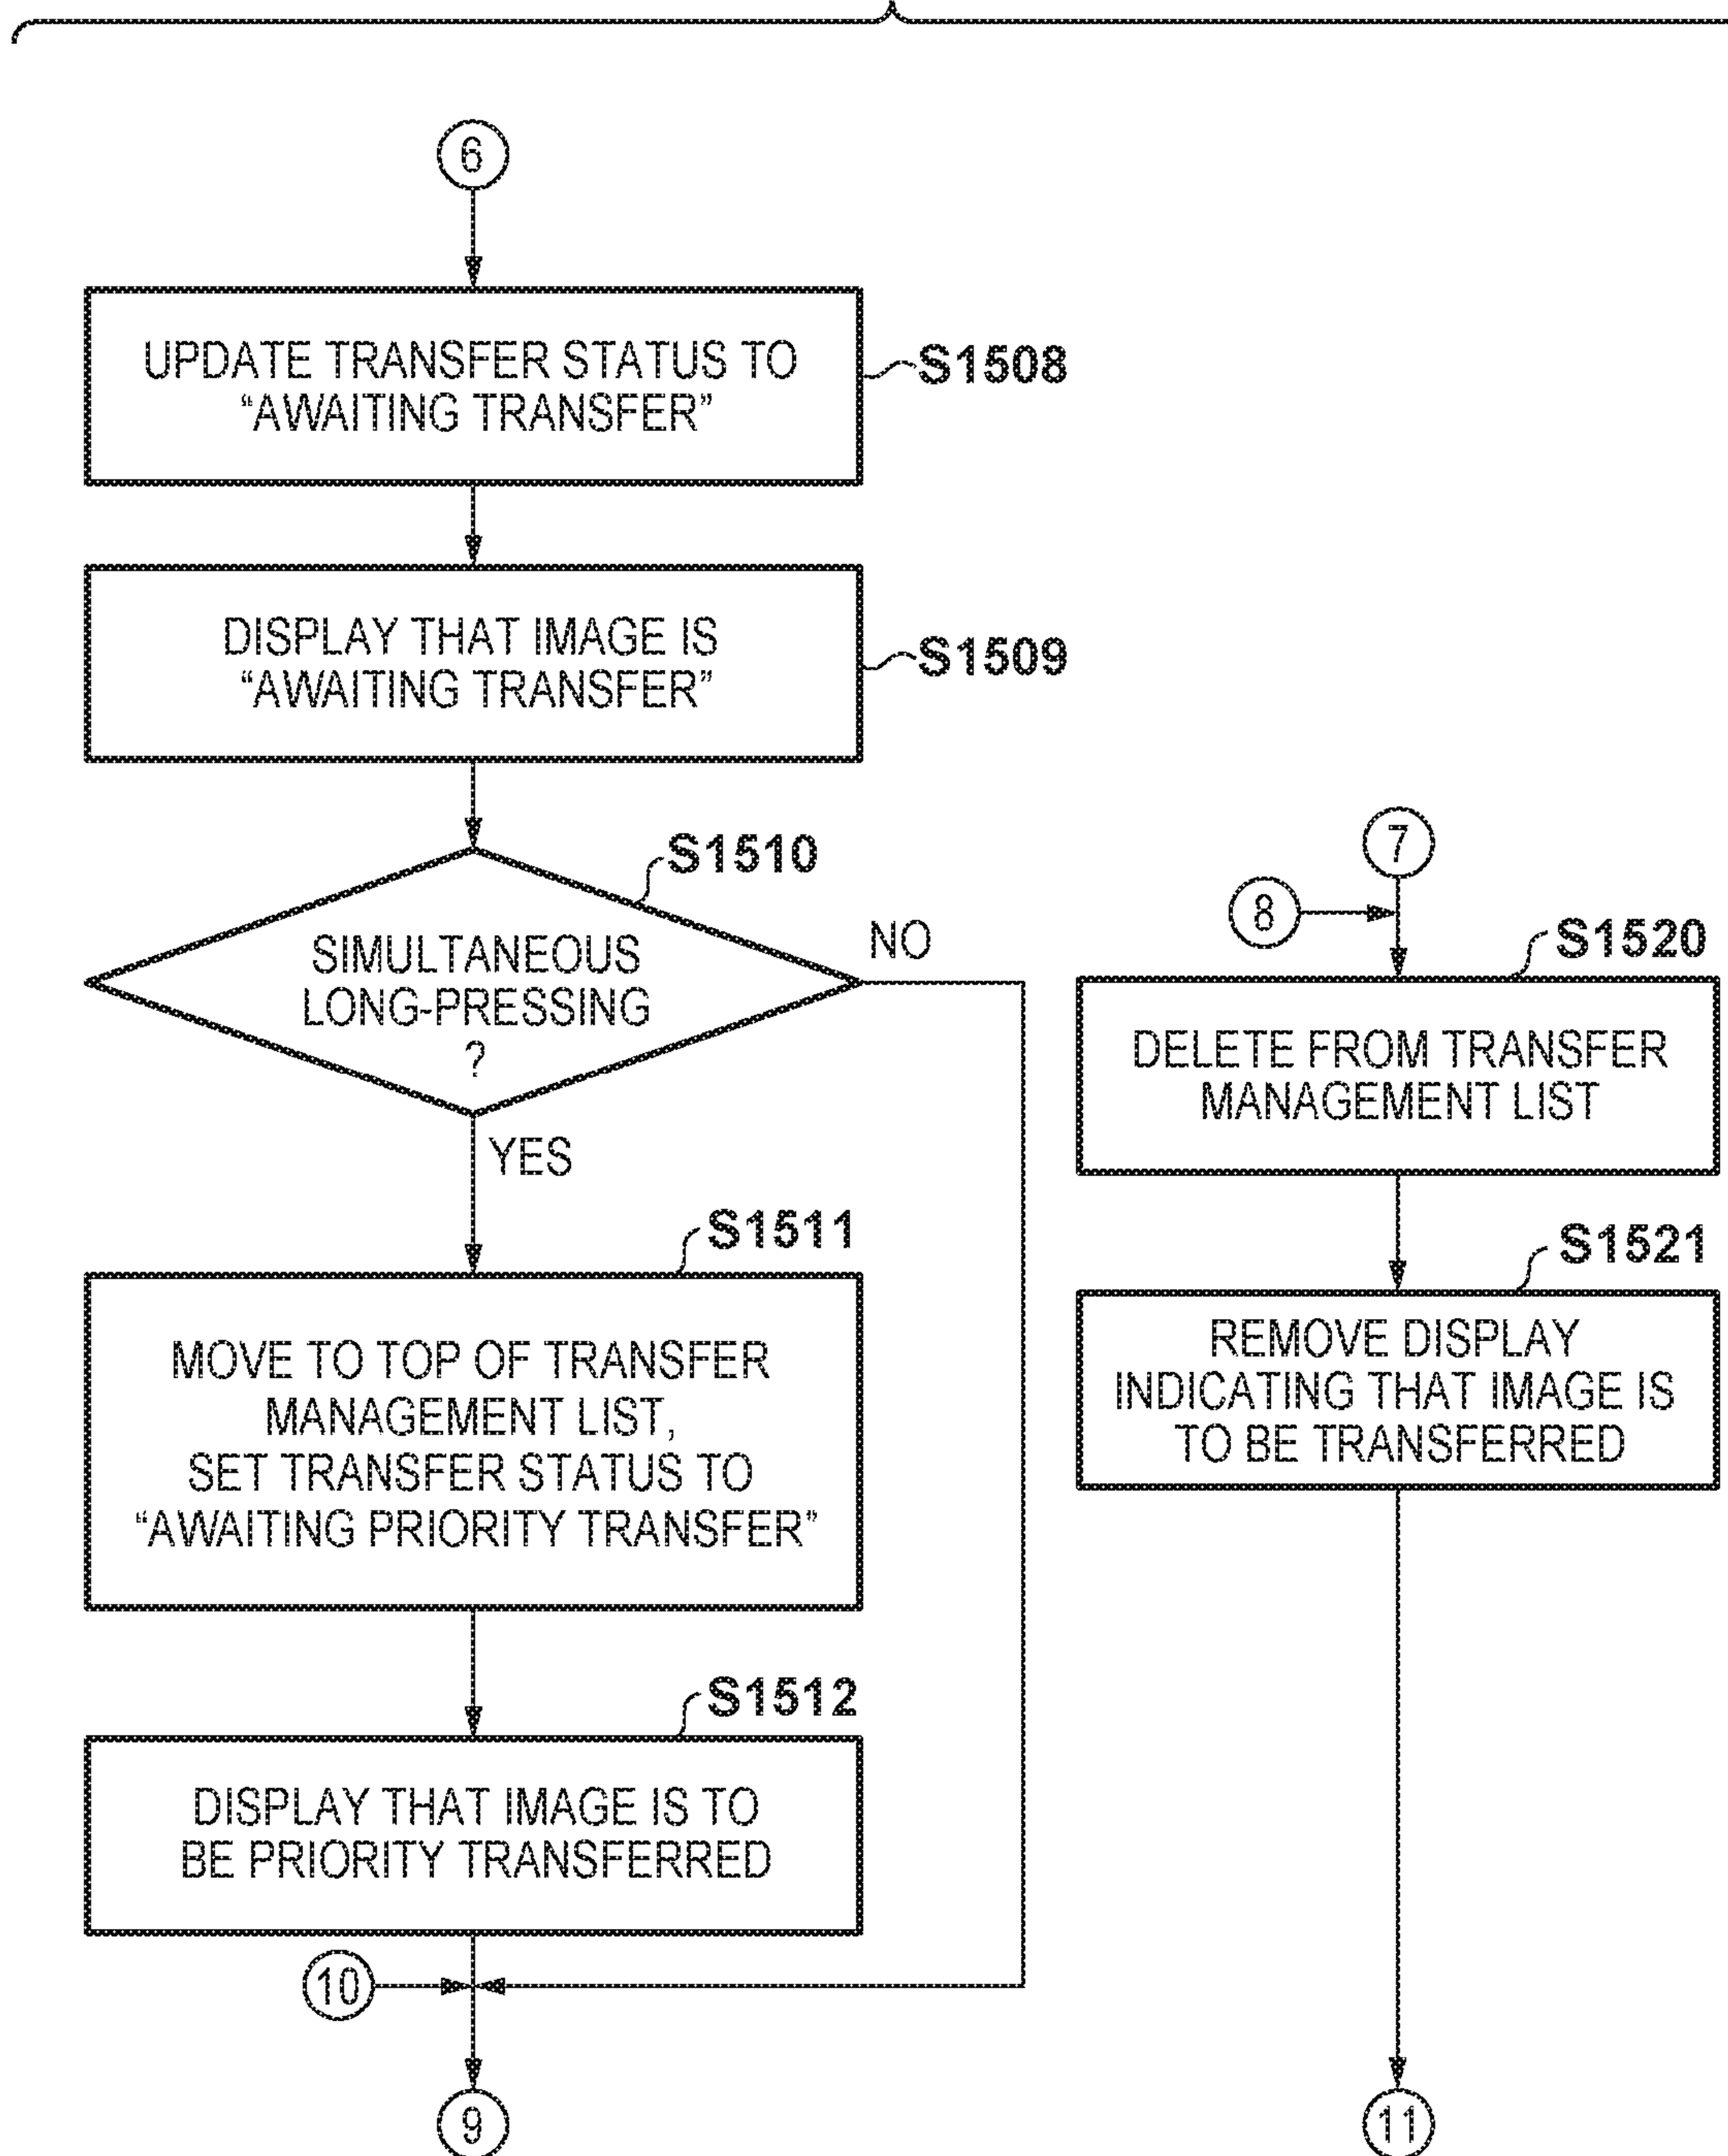 6
UPDATE TRANSFER STATUS TO
“AWAITING TRANSFER”
S1508
DISPLAY THAT IMAGE IS
“AWAITING TRANSFER”
S1509
S1510
SIMULTANEOUS
LONG-PRESSING
?
NO
YES
S1511
MOVE TO TOP OF TRANSFER
MANAGEMENT LIST,
SET TRANSFER STATUS TO
“AWAITING PRIORITY TRANSFER”
S1512
DISPLAY THAT IMAGE IS TO
BE PRIORITY TRANSFERRED
10
9
7
8
S1520
DELETE FROM TRANSFER
MANAGEMENT LIST
S1521
REMOVE DISPLAY
INDICATING THAT IMAGE IS
TO BE TRANSFERRED
11